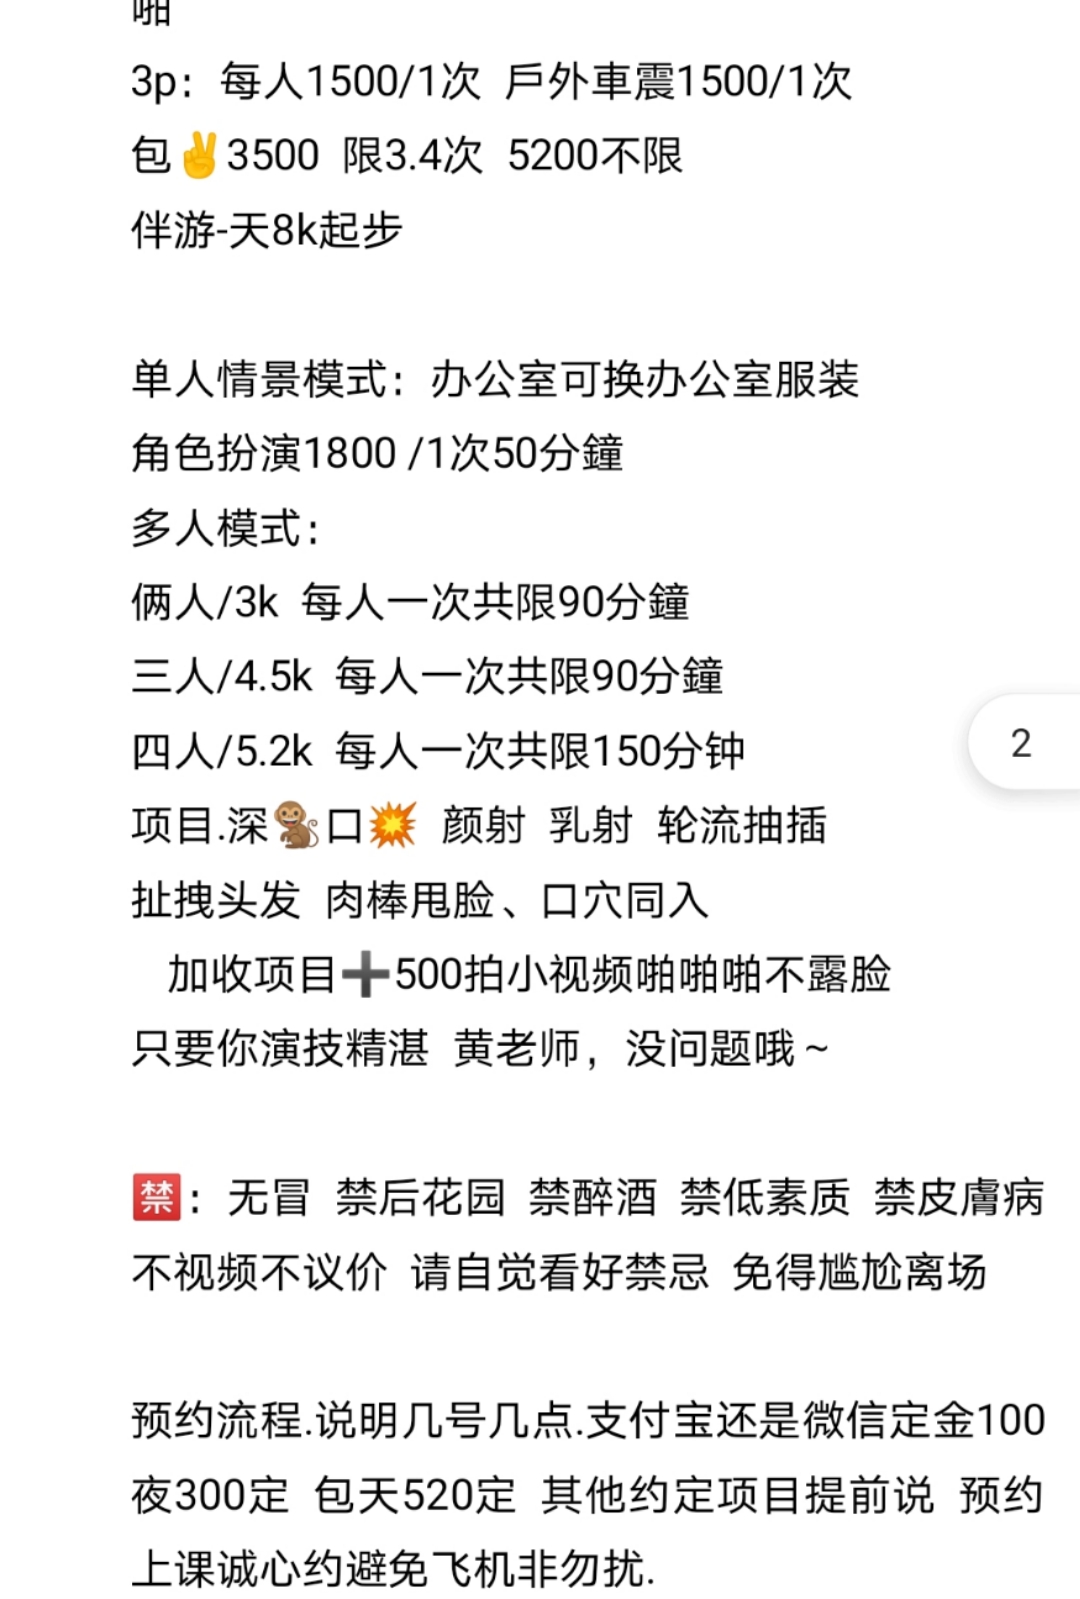 啪
3p：每人1500/1次 戶外車震1500/1次
包✌️3500 限3.4次 5200不限
伴游-天8k起步
单人情景模式：办公室可换办公室服装
角色扮演1800 /1次50分鐘
多人模式：
俩人/3k 每人一次共限90分鐘
三人/4.5k 每人一次共限90分鐘
四人/5.2k 每人一次共限150分钟
项目.深🐒口💥 颜射 乳射 轮流抽插
扯拽头发 肉棒甩脸、口穴同入
加收项目➕500拍小视频啪啪啪不露脸
只要你演技精湛 黄老师，没问题哦～
🈲：无冒 禁后花园 禁醉酒 禁低素质 禁皮膚病
不视频不议价 请自觉看好禁忌 免得尴尬离场
预约流程.说明几号几点.支付宝还是微信定金100
夜300定 包天520定 其他约定项目提前说 预约
上课诚心约避免飞机非勿扰.
2